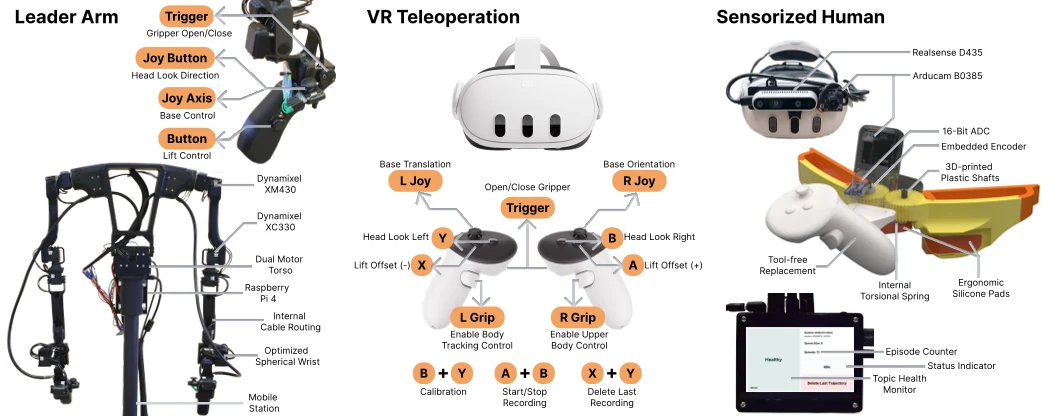 Leader Arm
Trigger
Gripper Open/Close
Joy Button
Head Look Direction
Joy Axis
Base Control
Button
Lift Control
Dynamixel
XM430
Dynamixel
XC330
Dual Motor
Torso
Raspberry
Pi 4
Internal
Cable Routing
Optimized
Spherical Wrist
Mobile
Station
VR Teleoperation
Base Translation
L Joy
Base Orientation
R Joy
Open/Close Gripper
Trigger
Head Look Left
Y
B
Head Look Right
Lift Offset (-)
X
A
Lift Offset (+)
L Grip
Enable Body
Tracking Control
R Grip
Enable Upper
Body Control
B + Y
Calibration
A + B
Start/Stop
Recording
X + Y
Delete Last
Recording
Sensorized Human
Realsense D435
Arducam B0385
16-Bit ADC
Embedded Encoder
3D-printed
Plastic Shafts
Tool-free
Replacement
Internal
Torsional Spring
Ergonomic
Silicone Pads
Healthy
Delete Last Trajectory
Episode Counter
Status Indicator
Topic Health
Monitor